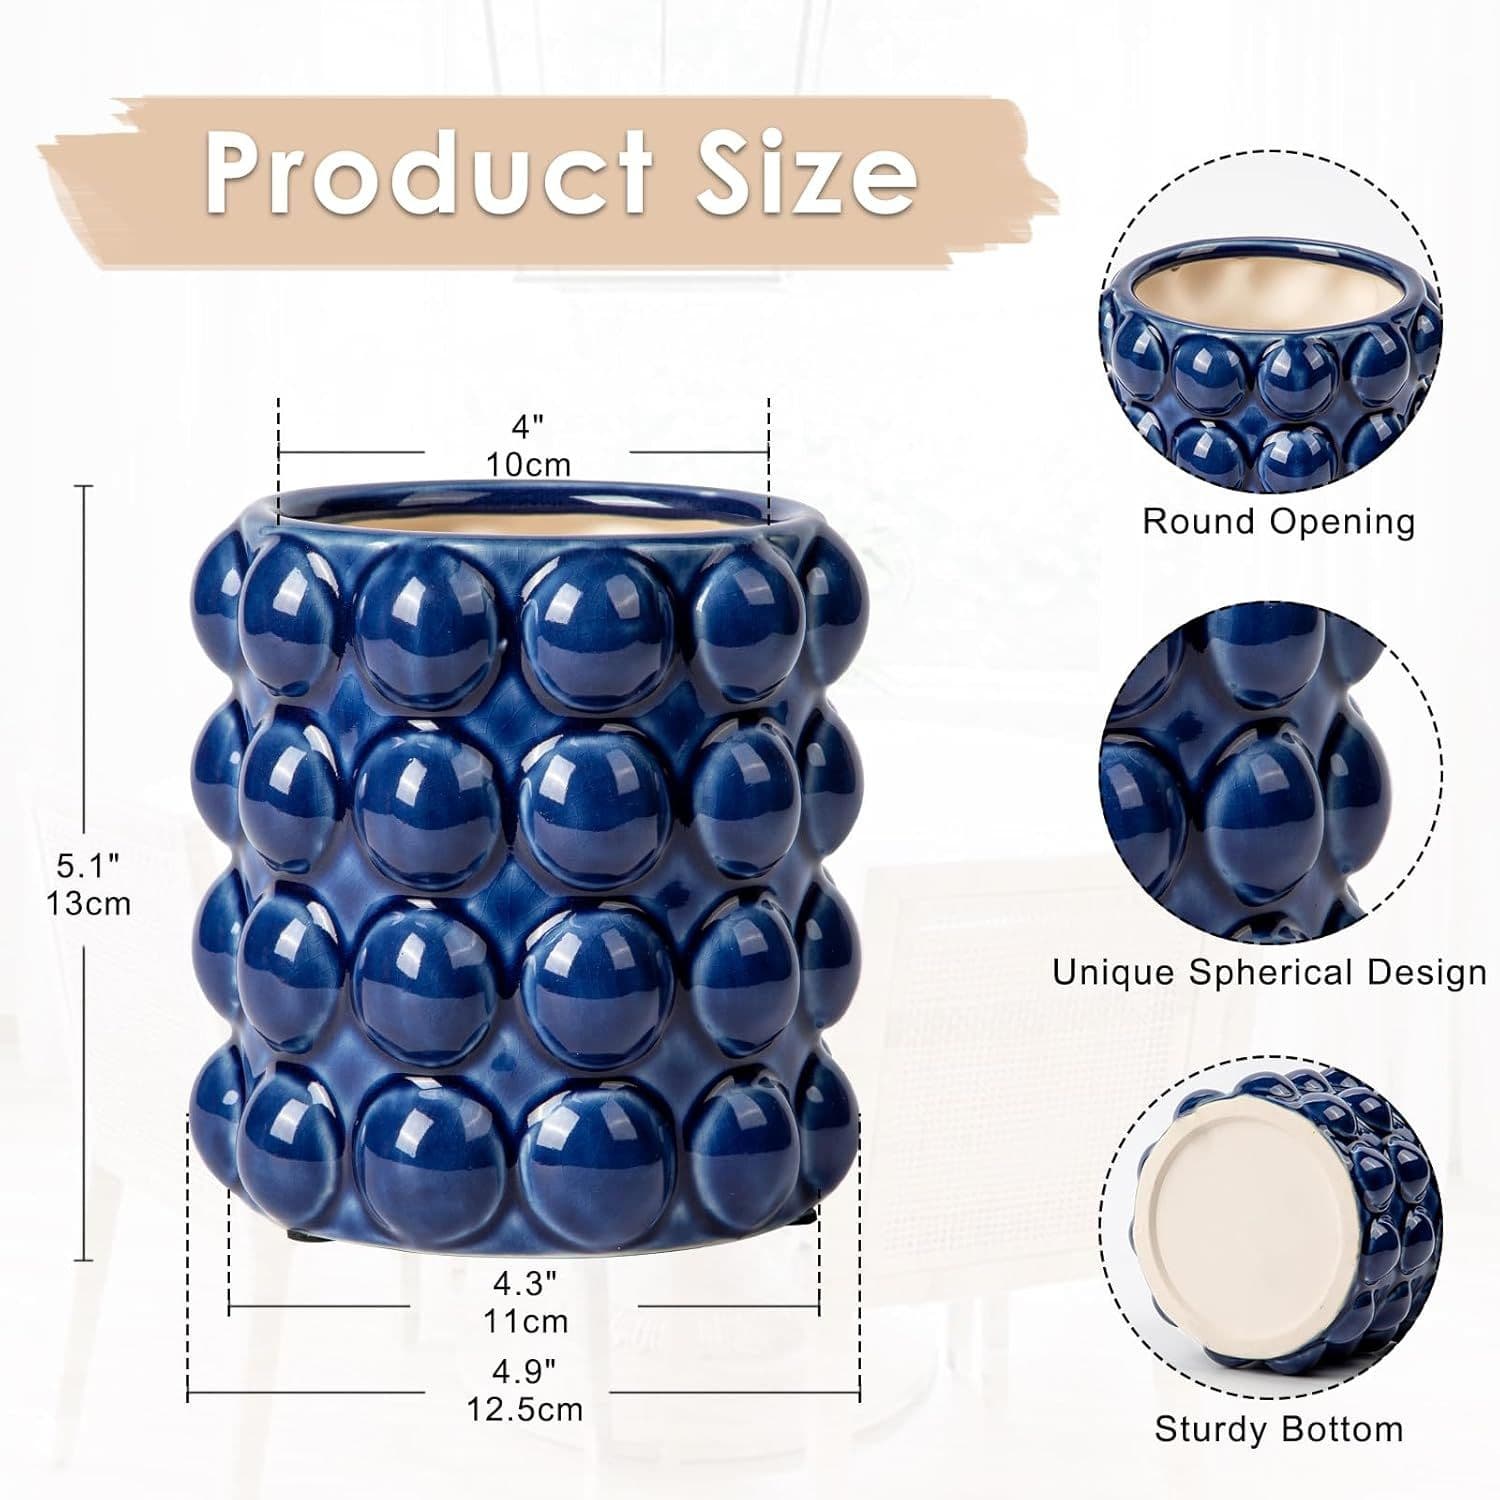 Product Size
4"
10cm
Round Opening
5.1"
13cm
Unique Spherical Design
4.3"
11cm
4.9"
12.5cm
Sturdy Bottom